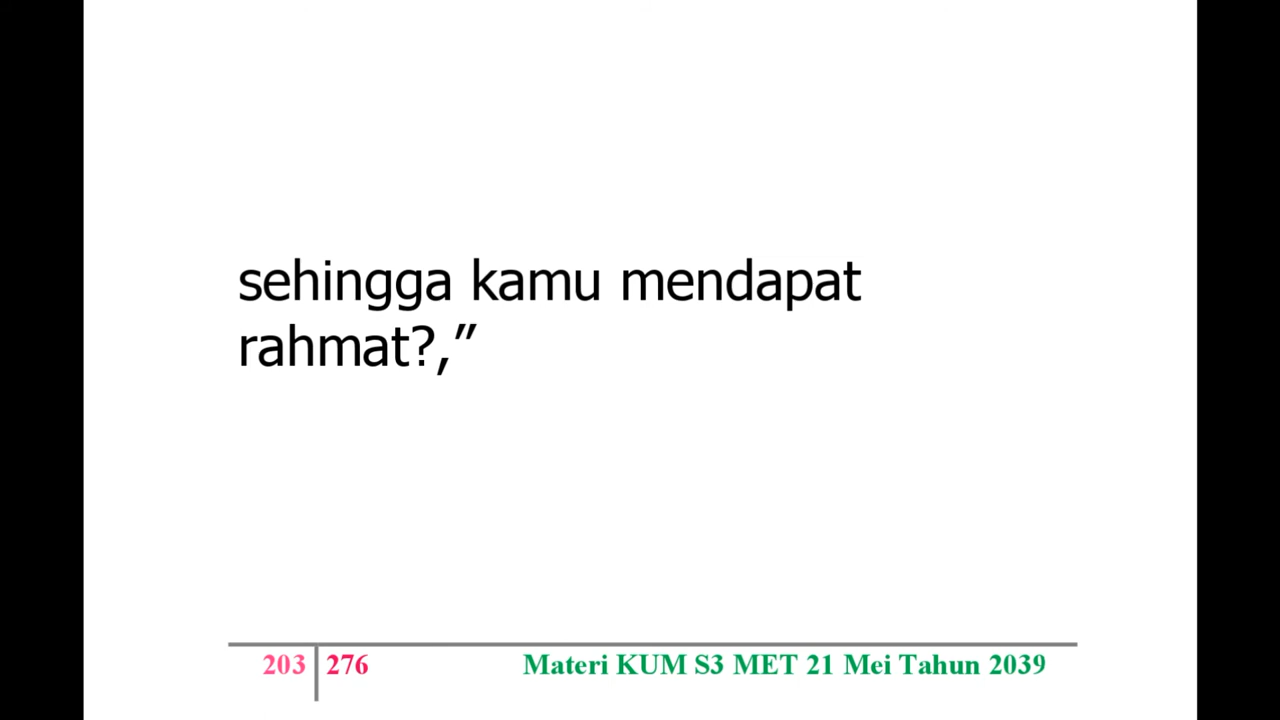 sehingga kamu mendapat
rahmat?,”
203 276 Materi KUM S3 MET 21 Mei Tahun 2039